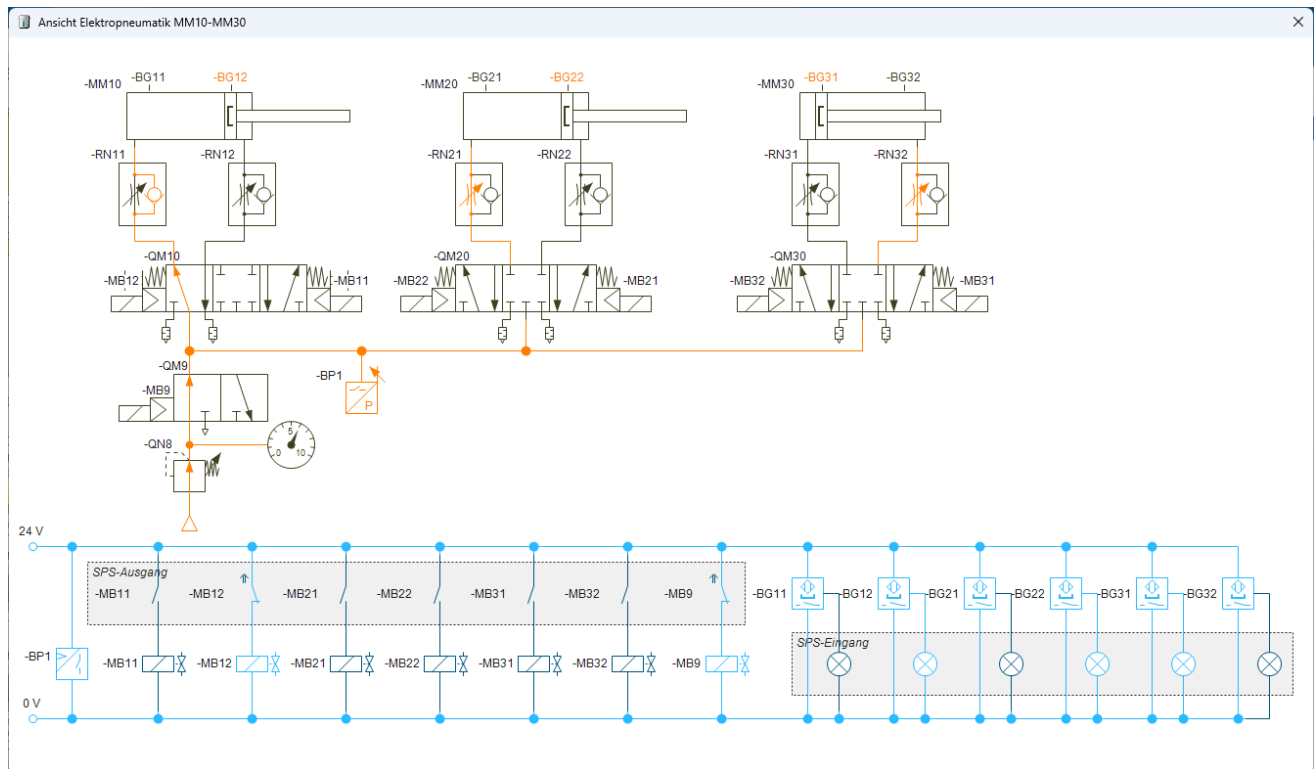 Ansicht Elektropneumatik MM10-MM30
-MM10 -BG11 -BG12 -MM20 -BG21 -BG22 -MM30 -BG31 -BG32
-RN11 -RN12 -RN21 -RN22 -RN31 -RN32
-QM10 -QM20 -QM30
-MB12 -MB11 -MB22 -MB21 -MB32 -MB31
-QM9 -BP1
-MB9
P
-QN8 5
0 10
24 V
SPS-Ausgang
-MB11 -MB12 -MB21 -MB22 -MB31 -MB32 -MB9 -BG11 -BG12 -BG21 -BG22 -BG31 -BG32
SPS-Eingang
-BP1 -MB11 -MB12 -MB21 -MB22 -MB31 -MB32 -MB9
0 V